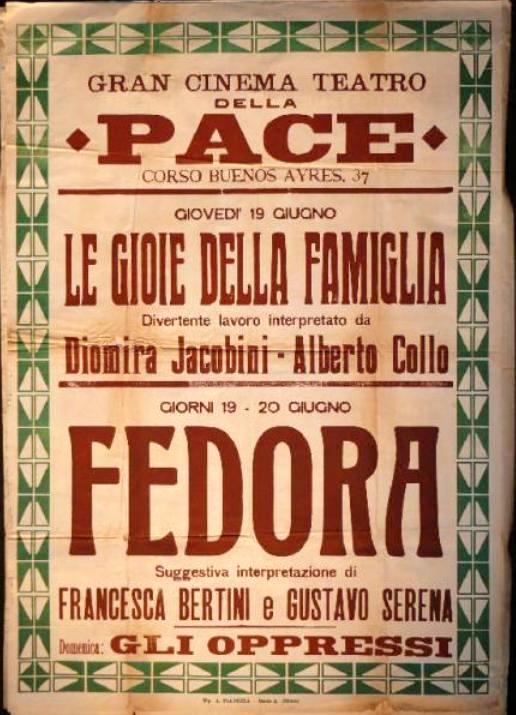 GRAN CINEMA TEATRO
DELLA
PACE
CORSO BUENOS AYRES, 37
GIOVEDI' 19 GIUGNO
LE GIOIE DELLA FAMIGLIA
Divertente lavoro interpretato da
Diomira Jacobini - Alberto Collo
GIORNI 19 - 20 GIUGNO
FEDORA
Suggestiva interpretazione di
FRANCESCA BERTINI e GUSTAVO SERENA
Domenica: GLI OPPRESSI